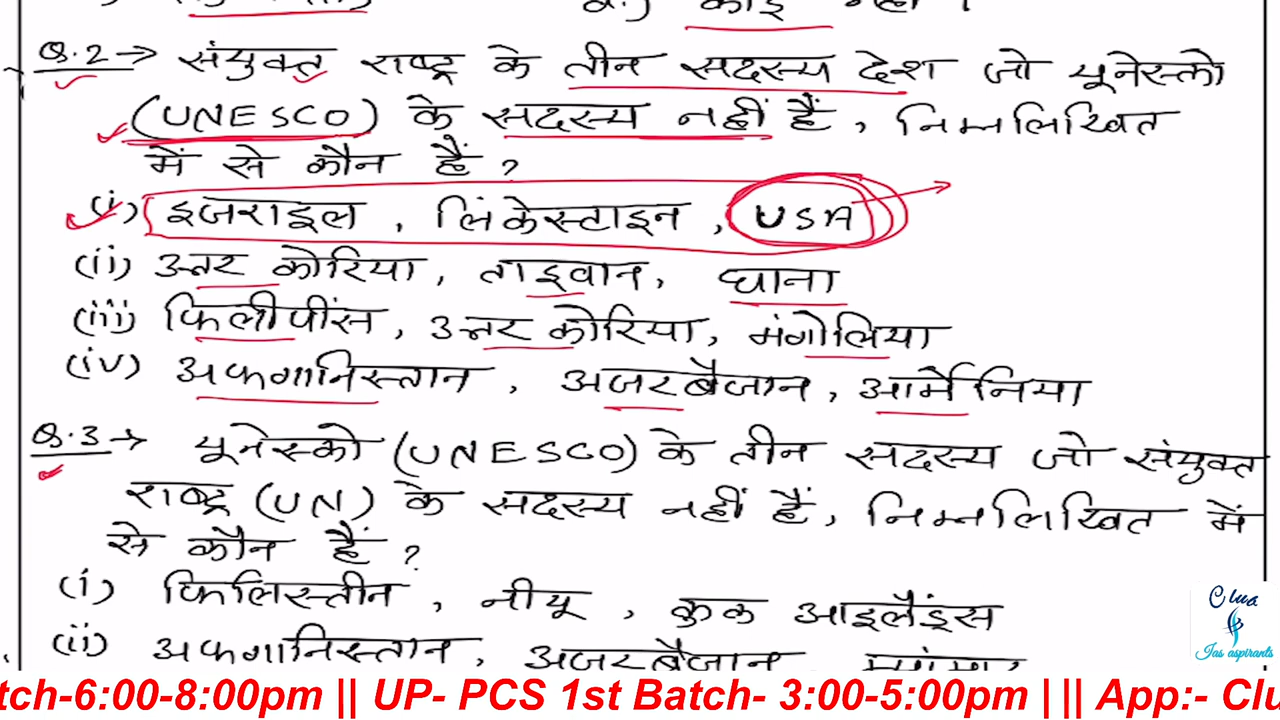 2.) कोई नहीं ।
Q.2→ संयुक्त राष्ट्र के तीन सदस्य देश जो यूनेस्को
(UNESCO) के सदस्य नहीं हैं, निम्नलिखित
में से कौन हैं ?
(i) इजराइल, लिंकेस्टाइन, USA
(ii) उत्तर कोरिया, ताइवान, घाना
(iii) फिलीपींस, उत्तर कोरिया, मंगोलिया
(iv) अफगानिस्तान, अजरबैजान, आर्मेनिया
Q.3→ यूनेस्को (UNESCO) के तीन सदस्य जो संयुक्त
राष्ट्र (UN) के सदस्य नहीं हैं, निम्नलिखित में
से कौन हैं ?
(i) फिलिस्तीन, नीयू, कुक आइलैंड्स
(ii) अफगानिस्तान, अजरबैजान
Clua
Ias aspirants
tch-6:00-8:00pm || UP- PCS 1st Batch- 3:00-5:00pm | || App:- Clu